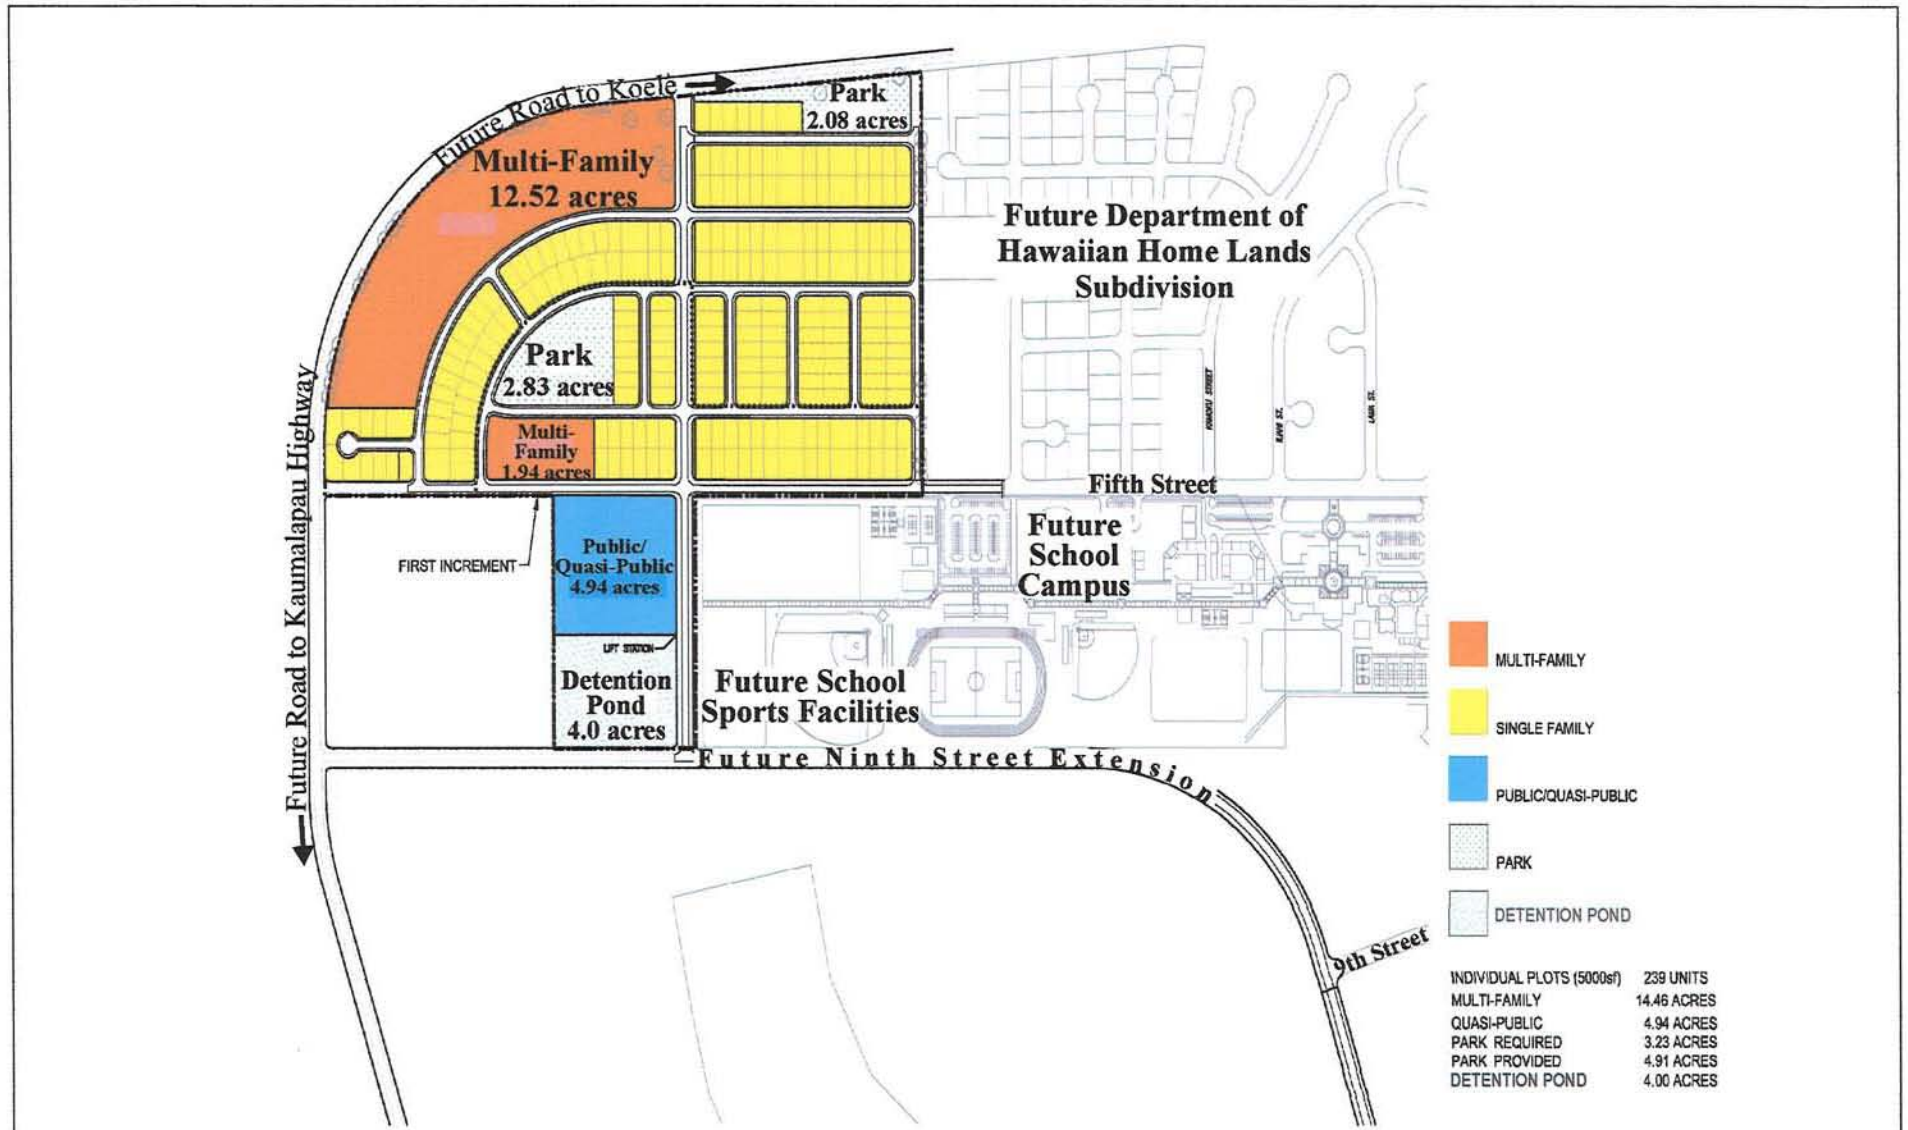 Future Road to Koele
Park
2.08 acres
Multi-Family
12.52 acres
Future Department of
Hawaiian Home Lands
Subdivision
Park
2.83 acres
Multi-
Family
1.94 acres
Future Road to Kaumalapau Highway
ILIAHI ST.
LAMA ST.
Fifth Street
FIRST INCREMENT
Public/
Quasi-Public
4.94 acres
Future
School
Campus
LIFT STATION
Detention
Pond
4.0 acres
Future School
Sports Facilities
Future Ninth Street Extension
9th Street
MULTI-FAMILY
SINGLE FAMILY
PUBLIC/QUASI-PUBLIC
PARK
DETENTION POND
INDIVIDUAL PLOTS (5000sf) 239 UNITS
MULTI-FAMILY 14.46 ACRES
QUASI-PUBLIC 4.94 ACRES
PARK REQUIRED 3.23 ACRES
PARK PROVIDED 4.91 ACRES
DETENTION POND 4.00 ACRES